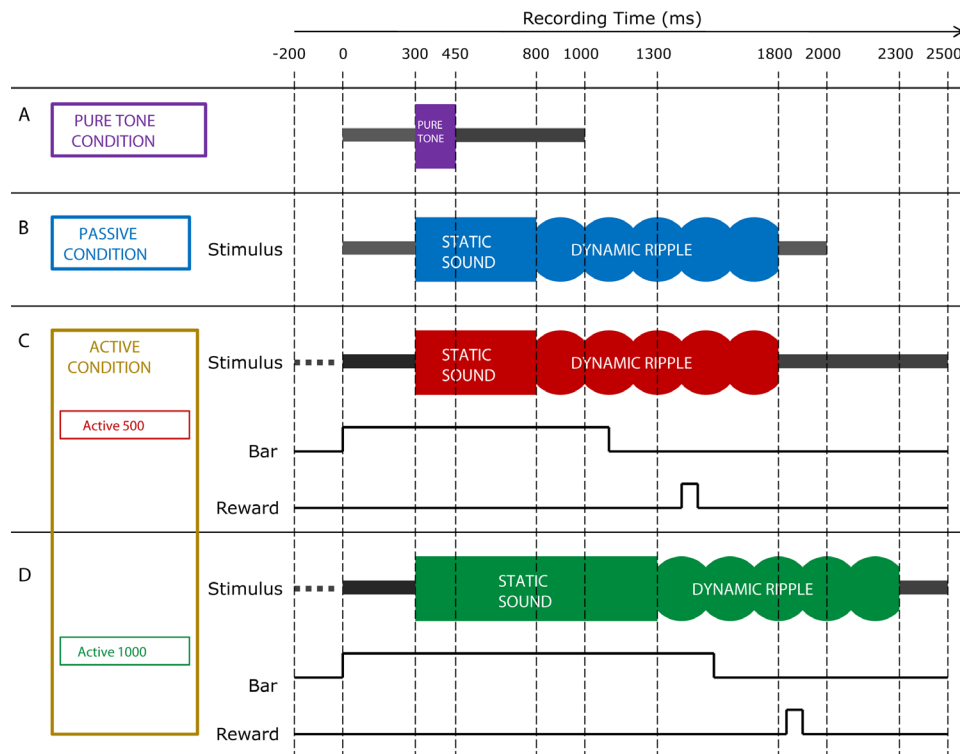 Recording Time (ms)
-200 0 300 450 800 1000 1300 1800 2000 2300 2500
A
PURE TONE
CONDITION
PURE
TONE
B
PASSIVE
CONDITION
Stimulus
STATIC
SOUND
DYNAMIC RIPPLE
C
ACTIVE
CONDITION
Stimulus
STATIC
SOUND
DYNAMIC RIPPLE
Active 500
Bar
Reward
D
Stimulus
STATIC
SOUND
DYNAMIC RIPPLE
Active 1000
Bar
Reward